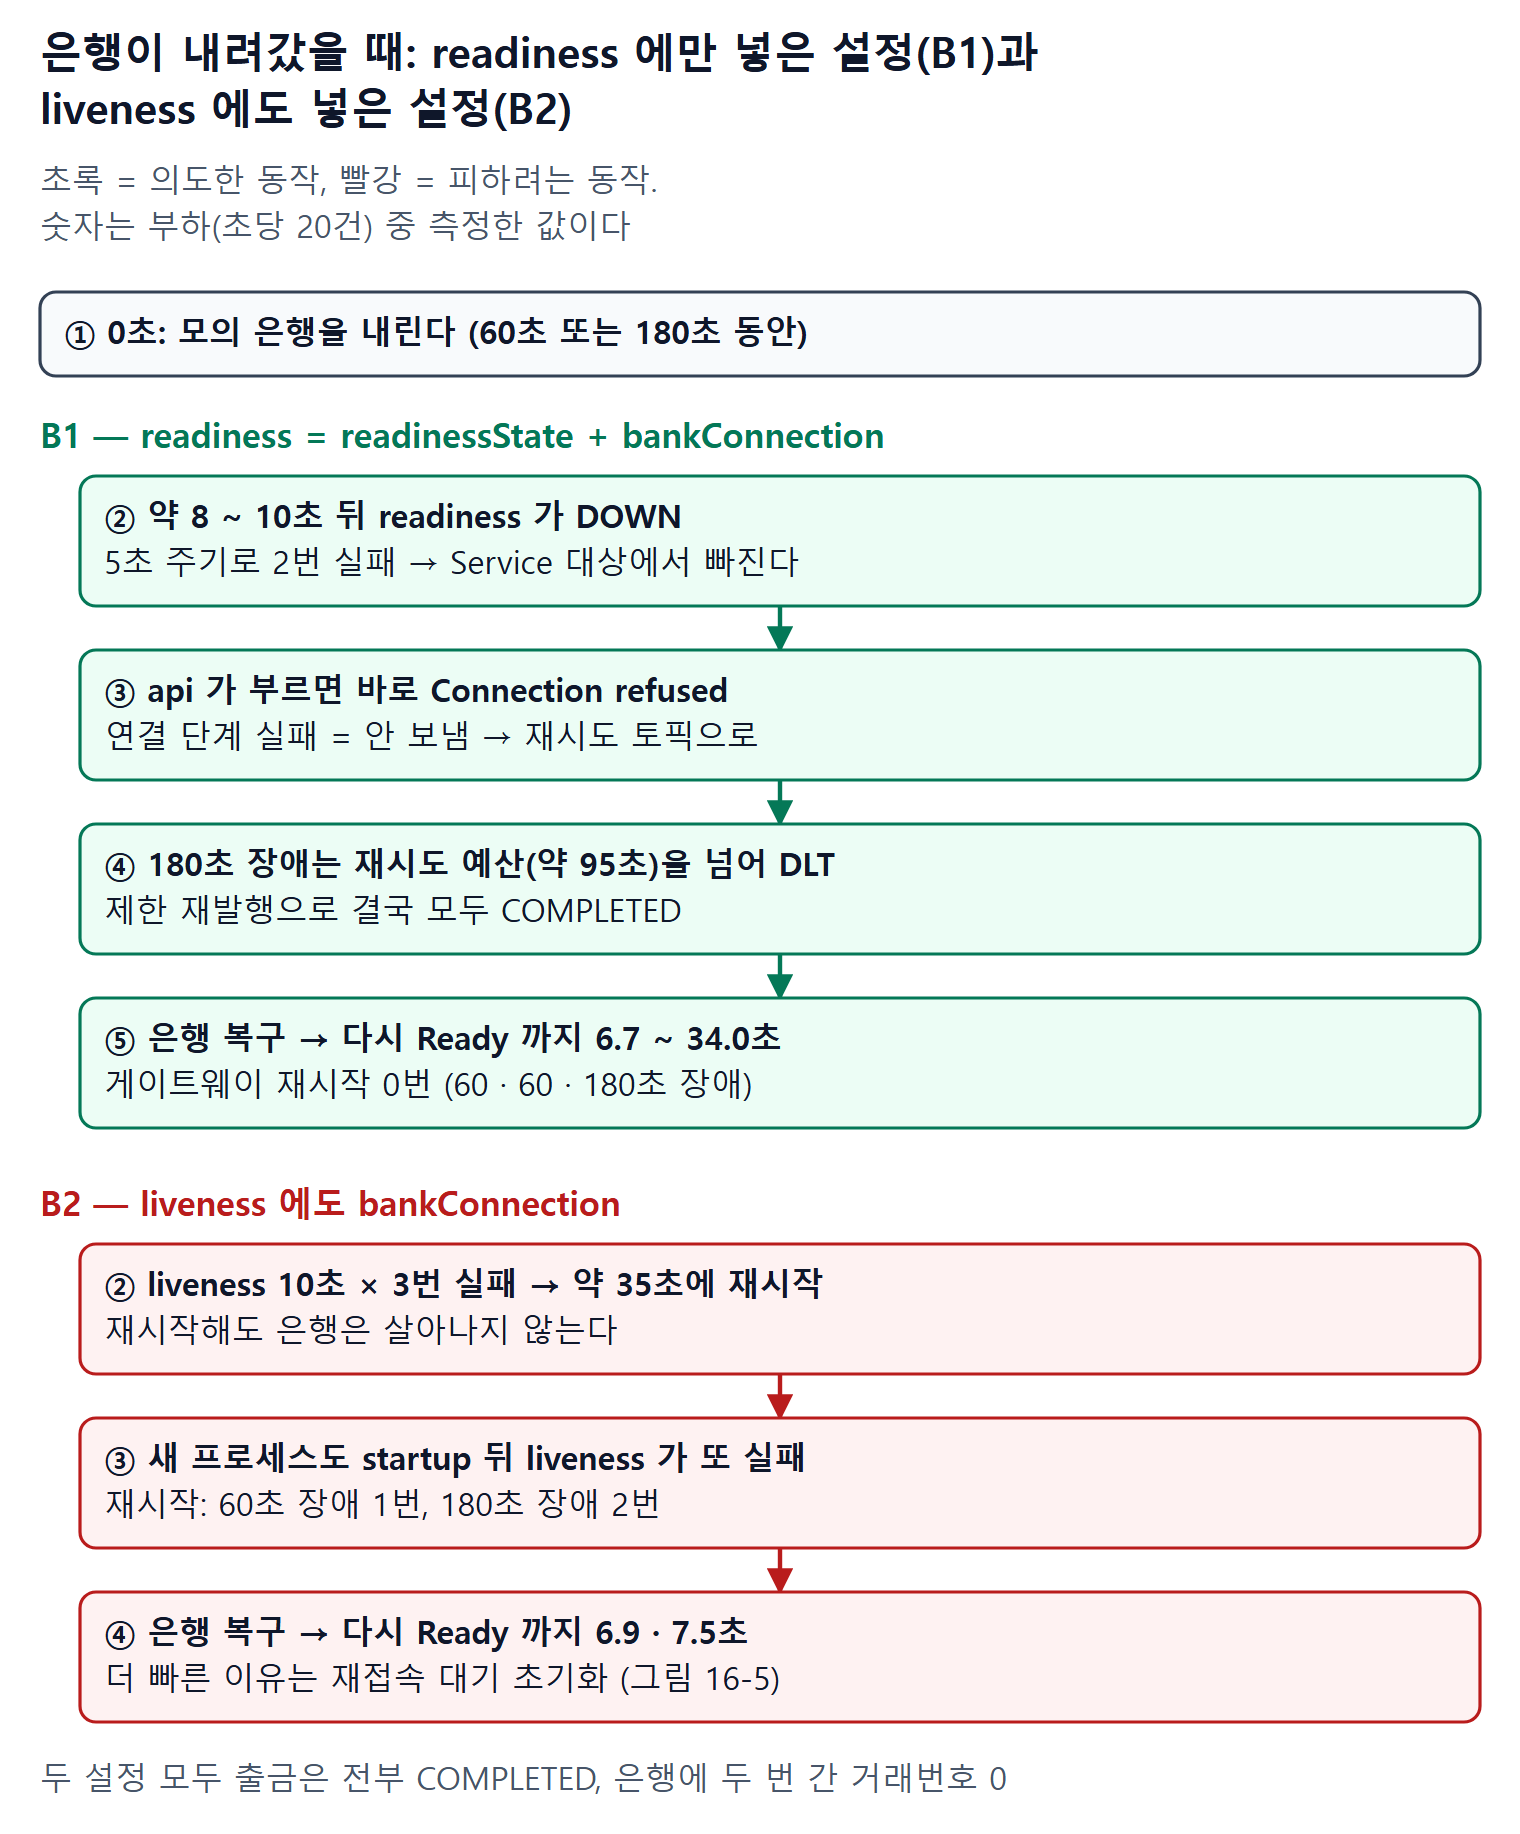 은행이 내려갔을 때: readiness 에만 넣은 설정(B1)과
liveness 에도 넣은 설정(B2)
초록 = 의도한 동작, 빨강 = 피하려는 동작.
숫자는 부하(초당 20건) 중 측정한 값이다
① 0초: 모의 은행을 내린다 (60초 또는 180초 동안)
B1 — readiness = readinessState + bankConnection
② 약 8 ~ 10초 뒤 readiness 가 DOWN
5초 주기로 2번 실패 → Service 대상에서 빠진다
③ api 가 부르면 바로 Connection refused
연결 단계 실패 = 안 보냄 → 재시도 토픽으로
④ 180초 장애는 재시도 예산(약 95초)을 넘어 DLT
제한 재발행으로 결국 모두 COMPLETED
⑤ 은행 복구 → 다시 Ready 까지 6.7 ~ 34.0초
게이트웨이 재시작 0번 (60 · 60 · 180초 장애)
B2 — liveness 에도 bankConnection
② liveness 10초 × 3번 실패 → 약 35초에 재시작
재시작해도 은행은 살아나지 않는다
③ 새 프로세스도 startup 뒤 liveness 가 또 실패
재시작: 60초 장애 1번, 180초 장애 2번
④ 은행 복구 → 다시 Ready 까지 6.9 · 7.5초
더 빠른 이유는 재접속 대기 초기화 (그림 16-5)
두 설정 모두 출금은 전부 COMPLETED, 은행에 두 번 간 거래번호 0